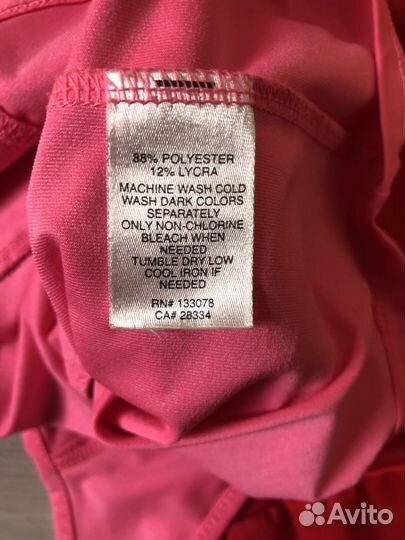 88% POLYESTER
12% LYCRA
MACHINE WASH COLD
WASH DARK COLORS
SEPARATELY
ONLY NON-CHLORINE
BLEACH WHEN
NEEDED
TUMBLE DRY LOW
COOL IRON IF
NEEDED
RN# 133078
CA# 28334
Avito